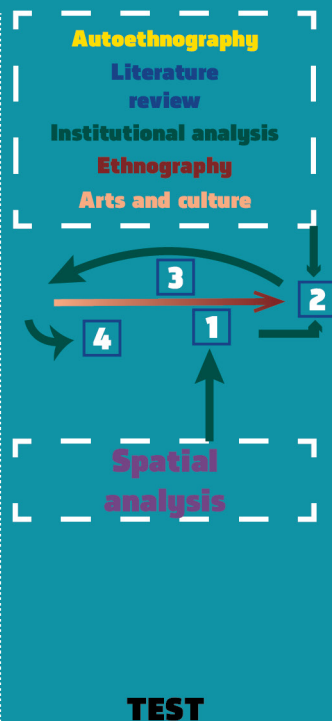 Autoethnography
Literature
review
Institutional analysis
Ethnography
Arts and culture
3
2
1
4
Spatial
analysis
TEST